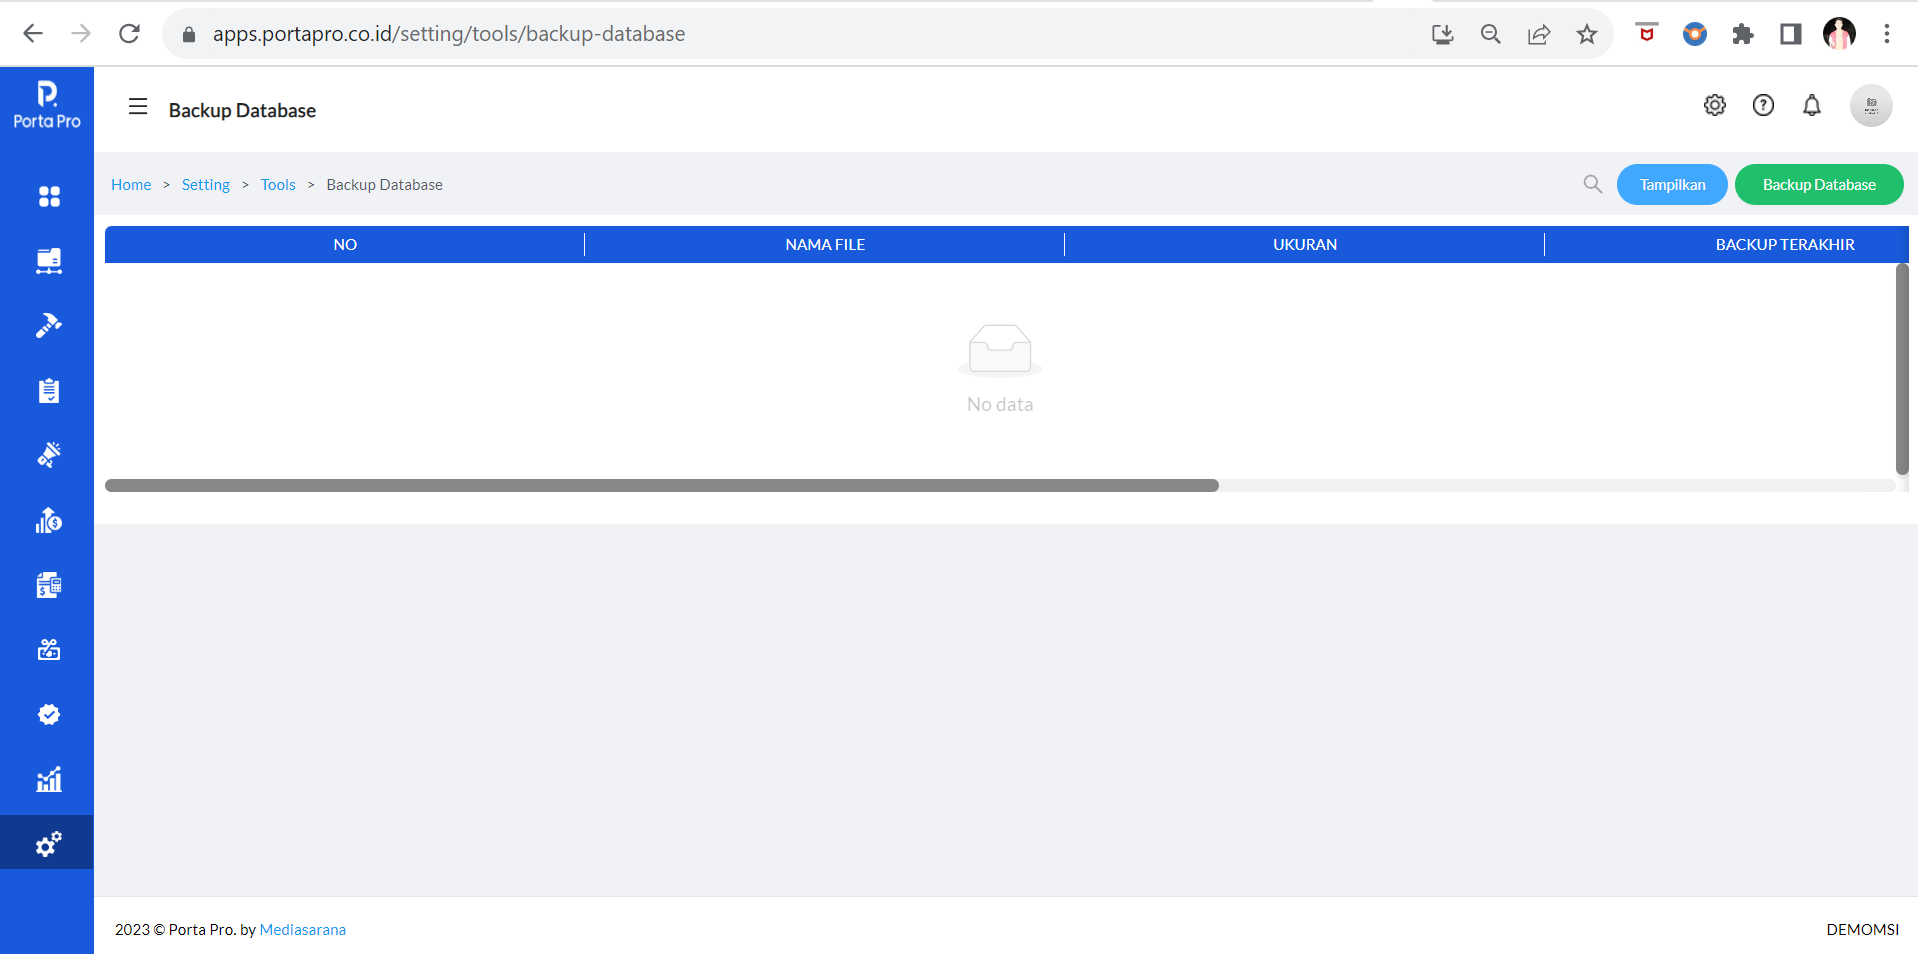 apps.portapro.co.id/setting/tools/backup-database
P.
Porta Pro
Backup Database
Home > Setting > Tools > Backup Database
Tampilkan
Backup Database
NO
NAMA FILE
UKURAN
BACKUP TERAKHIR
No data
2023 © Porta Pro. by Mediasarana
DEMOMSI